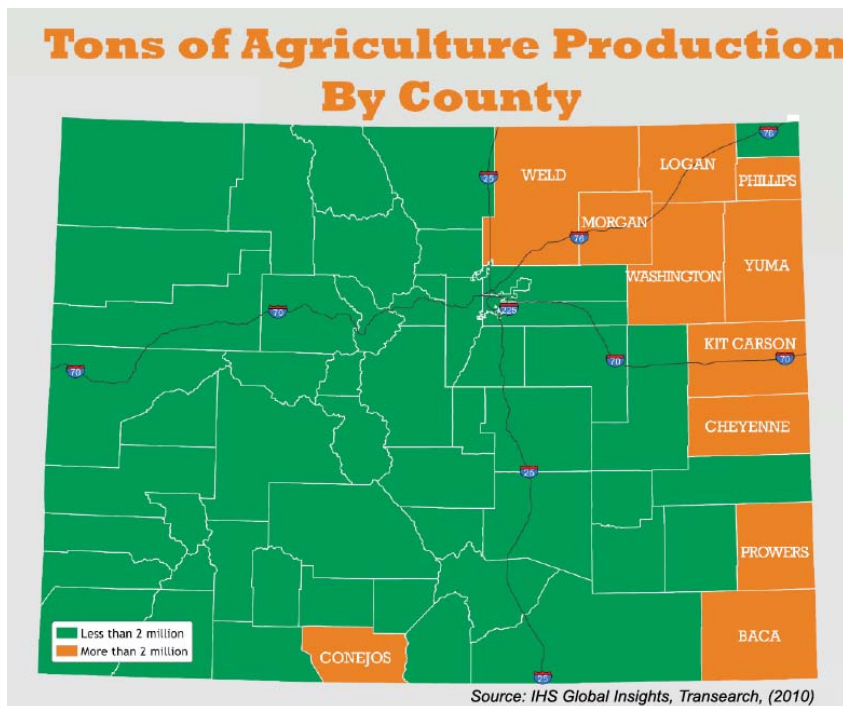 Tons of Agriculture Production
By County
76
LOGAN
25
WELD
PHILLIPS
MORGAN
76
YUMA
WASHINGTON
70
225
KIT CARSON
70
70
70
CHEYENNE
25
PROWERS
Less than 2 million
More than 2 million
BACA
CONEJOS
25
Source: IHS Global Insights, Transearch, (2010)